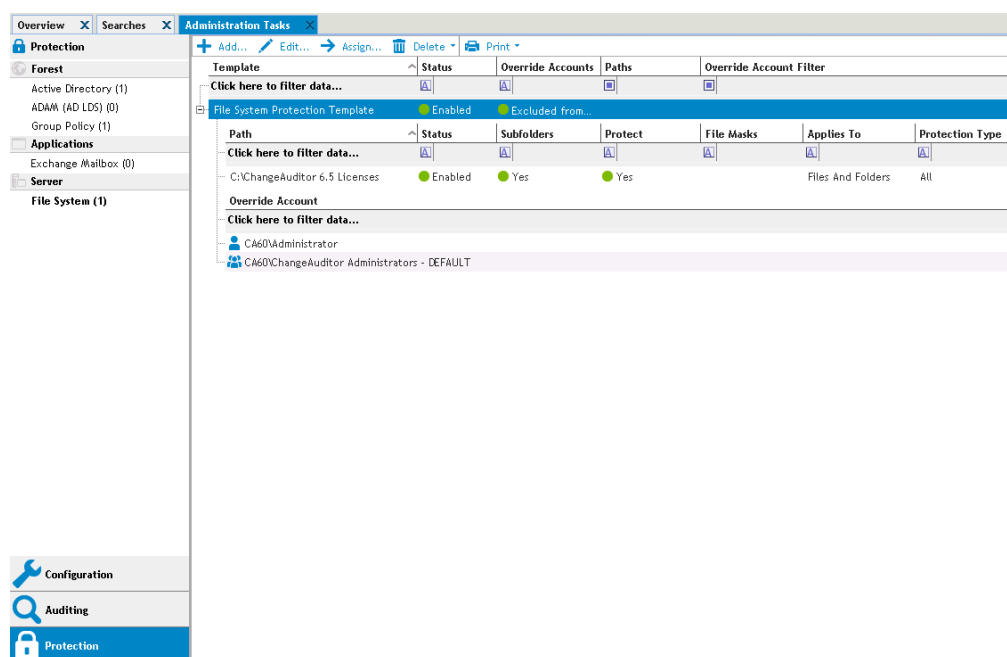 Overview X Searches X Administration Tasks X
Protection
Forest
Active Directory (1)
ADAM (AD LDS) (0)
Group Policy (1)
Applications
Exchange Mailbox (0)
Server
File System (1)
Configuration
Auditing
Protection
Add... Edit... Assign... Delete Print
Template Status Override Accounts Paths Override Account Filter
Click here to filter data... A A
File System Protection Template Enabled Excluded from...
Path Status Subfolders Protect File Masks Applies To Protection Type
Click here to filter data... A A A A A A
C:\ChangeAuditor 6.5 Licenses Enabled Yes Yes Files And Folders All
Override Account
Click here to filter data...
CA60\Administrator
CA60\ChangeAuditor Administrators - DEFAULT